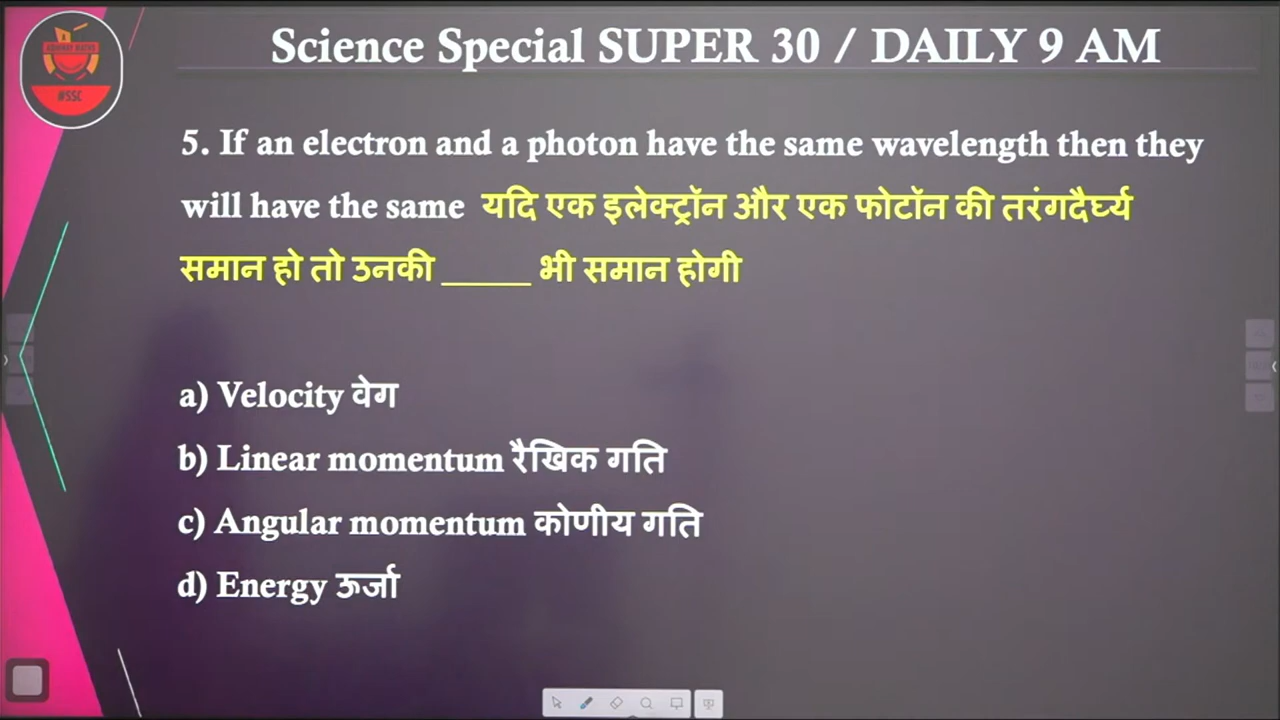 Science Special SUPER 30 / DAILY 9 AM
#SSC
5. If an electron and a photon have the same wavelength then they
will have the same यदि एक इलेक्ट्रॉन और एक फोटॉन की तरंगदैर्घ्य
समान हो तो उनकी _____ भी समान होगी
a) Velocity वेग
b) Linear momentum रैखिक गति
c) Angular momentum कोणीय गति
d) Energy ऊर्जा